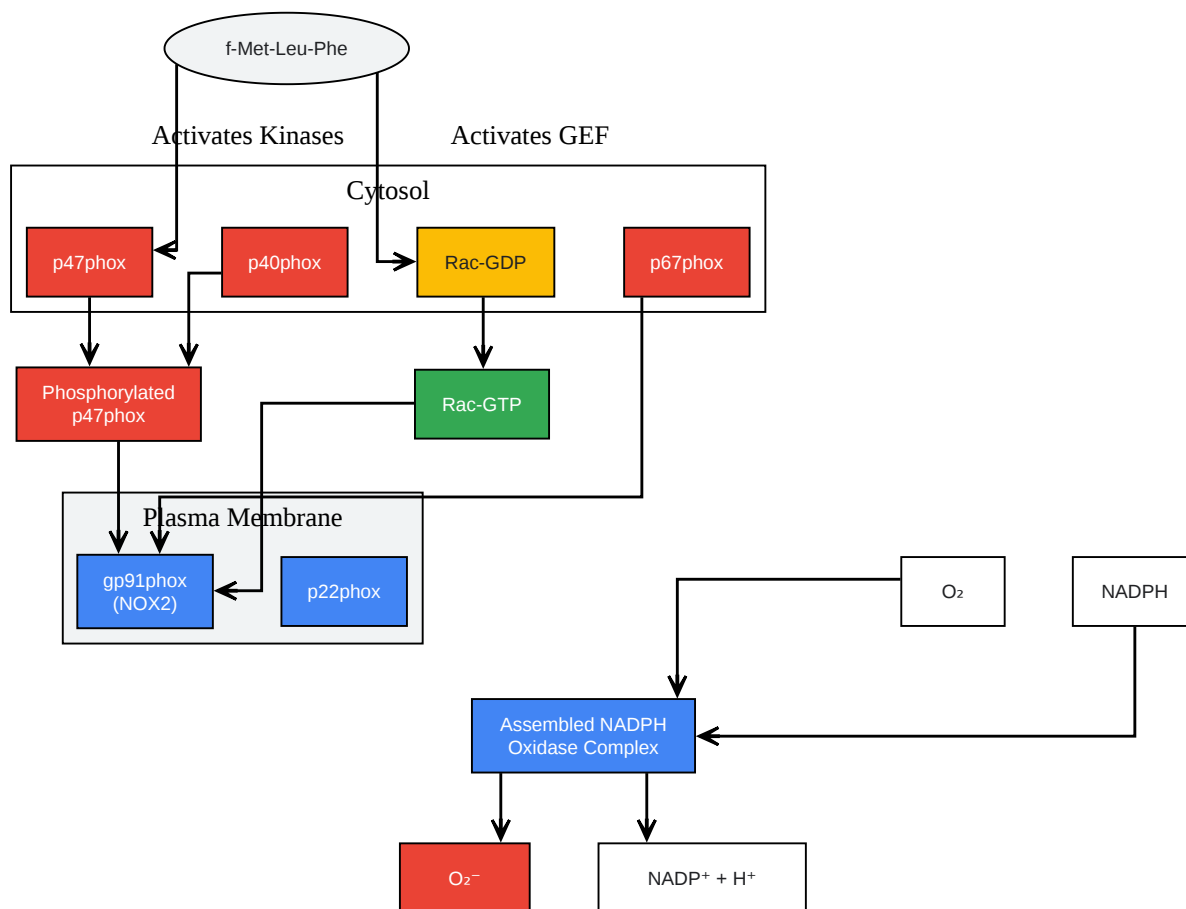 f-Met-Leu-Phe
Activates Kinases
Activates GEF
Cytosol
p47phox
p40phox
Rac-GDP
p67phox
Phosphorylated
p47phox
Rac-GTP
Plasma Membrane
gp91phox
(NOX2)
p22phox
O₂
NADPH
Assembled NADPH
Oxidase Complex
O₂⁻
NADP⁺ + H⁺